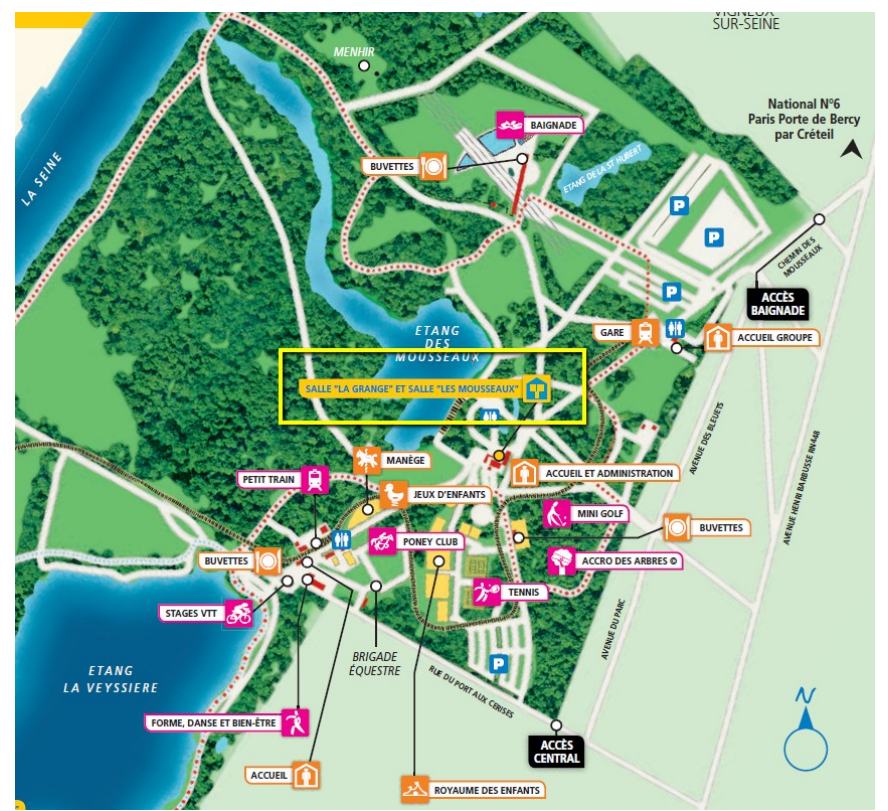 VIGNEUX
SUR-SEINE
MENHIR
National N°6
Paris Porte de Bercy
par Créteil
BAIGNADE
BUVETTES
ETANG DE LA ST HUBERT
LA SEINE
P
P
P
CHEMIN DES
MOUSSEAUX
ACCÈS
BAIGNADE
ETANG
DES
MOUSSEAUX
GARE
ACCUEIL GROUPE
SALLE "LA GRANGE" ET SALLE "LES MOUSSEAUX"
AVENUE DES BLEUETS
AVENUE HENRI BARBUSSE RN448
MANÈGE
ACCUEIL ET ADMINISTRATION
PETIT TRAIN
JEUX D'ENFANTS
MINI GOLF
BUVETTES
PONEY CLUB
BUVETTES
ACCRO DES ARBRES ©
TENNIS
STAGES VTT
AVENUE DU PARC
BRIGADE
ÉQUESTRE
P
ETANG
LA VEYSSIERE
RUE DU PORT AUX CERISES
N
FORME, DANSE ET BIEN-ÊTRE
ACCÈS
CENTRAL
ACCUEIL
ROYAUME DES ENFANTS